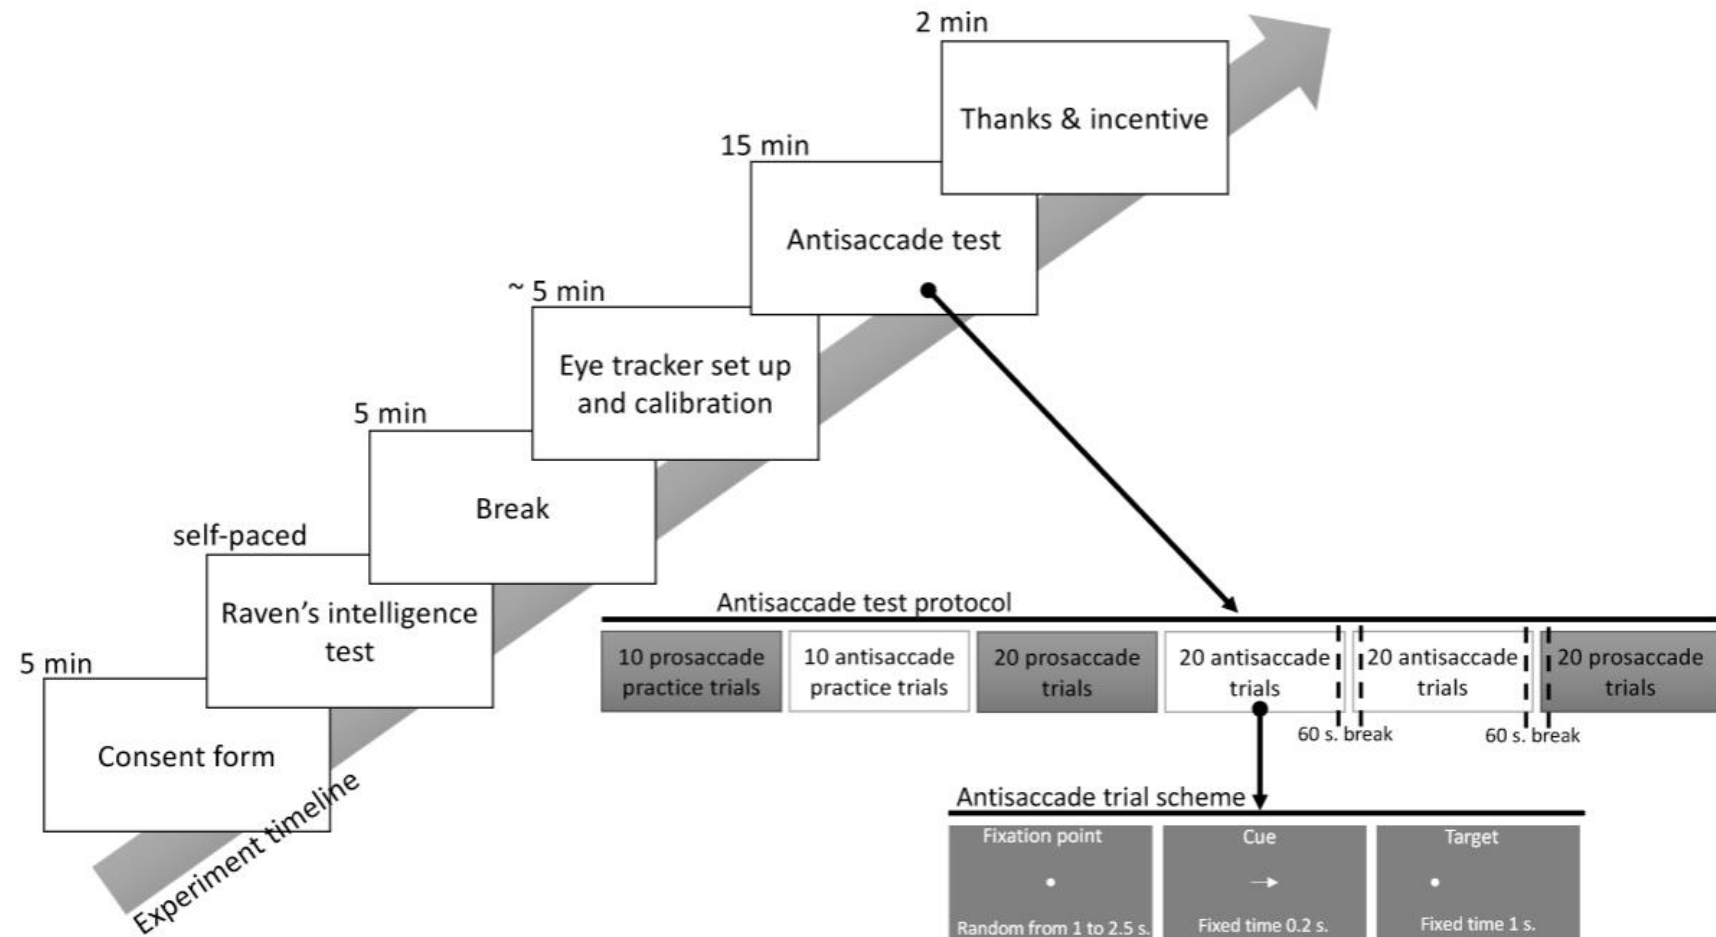 2 min
Thanks & incentive
15 min
Antisaccade test
~ 5 min
Eye tracker set up
and calibration
5 min
Break
self-paced
Raven's intelligence
test
5 min
Consent form
Experiment timeline
Antisaccade test protocol
10 prosaccade
practice trials
10 antisaccade
practice trials
20 prosaccade
trials
20 antisaccade
trials
20 antisaccade
trials
20 prosaccade
trials
60 s. break
60 s. break
Antisaccade trial scheme
Fixation point
Random from 1 to 2.5 s.
Cue
Fixed time 0.2 s.
Target
Fixed time 1 s.